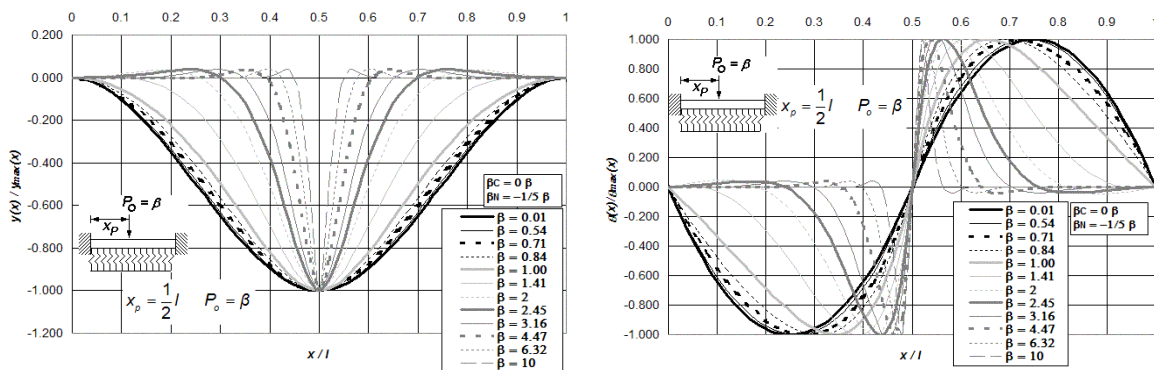 0 0.1 0.2 0.3 0.4 0.5 0.6 0.7 0.8 0.9 1
0.200
0.000
-0.200
-0.400
-0.600
-0.800
-1.000
-1.200
y(x)/ymax(x)
Po = β
xP
xp = 1/2 l Po = β
βC = 0 β
βN = −1/5 β
β = 0.01
β = 0.54
β = 0.71
β = 0.84
β = 1.00
β = 1.41
β = 2
β = 2.45
β = 3.16
β = 4.47
β = 6.32
β = 10
x / l
0 0.1 0.2 0.3 0.4 0.5 0.6 0.7 0.8 0.9 1
1.000
0.800
0.600
0.400
0.200
0.000
-0.200
-0.400
-0.600
-0.800
-1.000
Po = β
xP
xp = 1/2 l Po = β
βC = 0 β
βN = −1/5 β
β = 0.01
β = 0.54
β = 0.71
β = 0.84
β = 1.00
β = 1.41
β = 2
β = 2.45
β = 3.16
β = 4.47
β = 6.32
β = 10
x / l